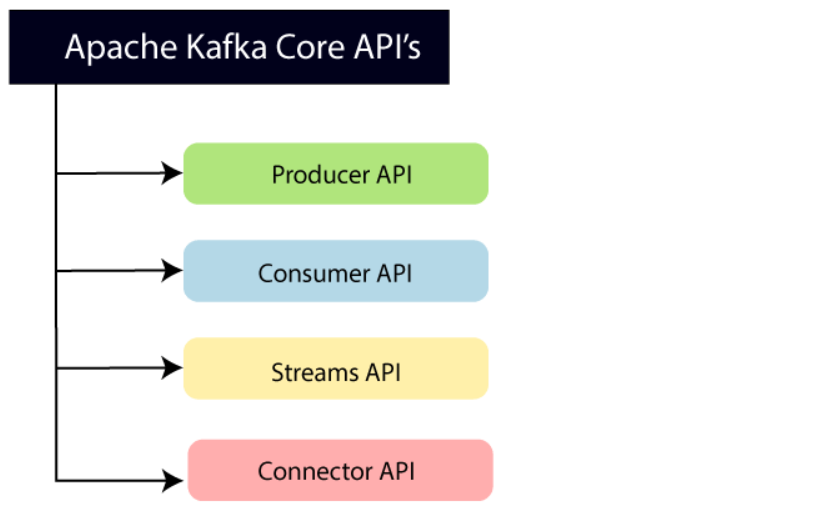 Apache Kafka Core API’s
Producer API
Consumer API
Streams API
Connector API